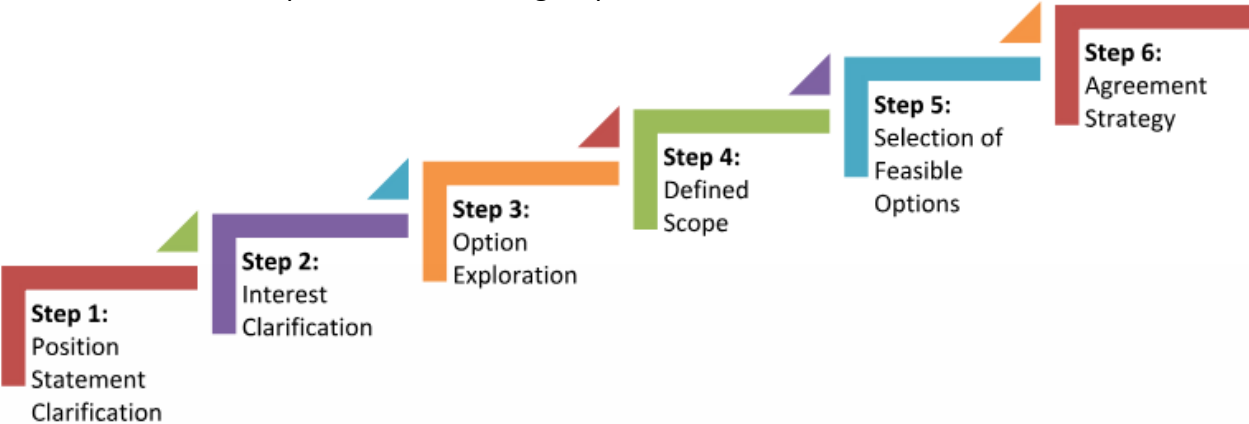 Step 1:
Position
Statement
Clarification
Step 2:
Interest
Clarification
Step 3:
Option
Exploration
Step 4:
Defined
Scope
Step 5:
Selection of
Feasible
Options
Step 6:
Agreement
Strategy